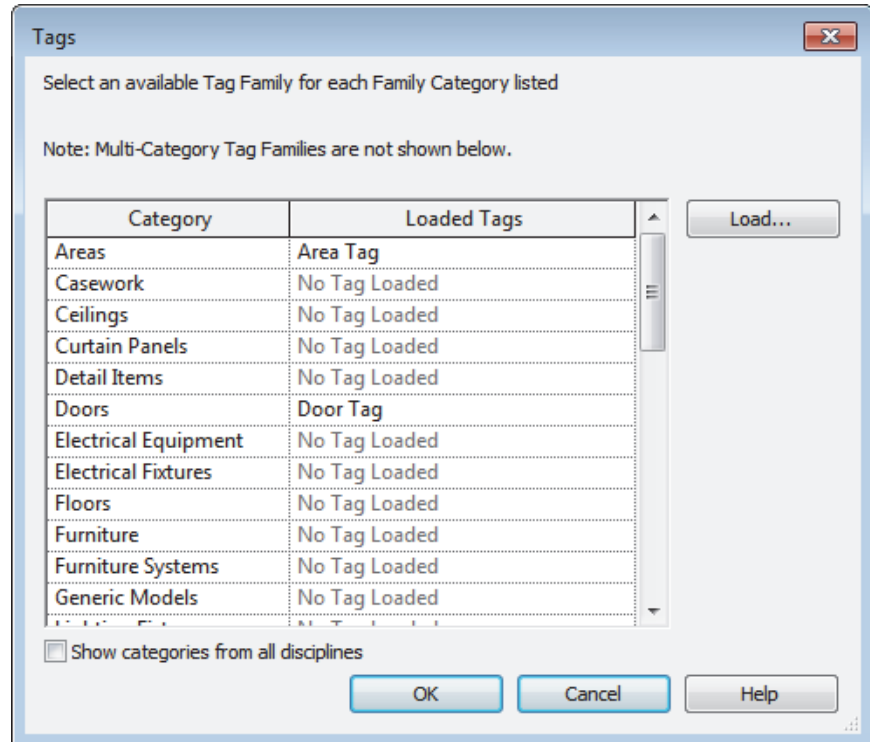 Tags
Select an available Tag Family for each Family Category listed
Note: Multi-Category Tag Families are not shown below.
Category Loaded Tags
Load...
Areas Area Tag
Casework No Tag Loaded
Ceilings No Tag Loaded
Curtain Panels No Tag Loaded
Detail Items No Tag Loaded
Doors Door Tag
Electrical Equipment No Tag Loaded
Electrical Fixtures No Tag Loaded
Floors No Tag Loaded
Furniture No Tag Loaded
Furniture Systems No Tag Loaded
Generic Models No Tag Loaded
Show categories from all disciplines
OK Cancel Help